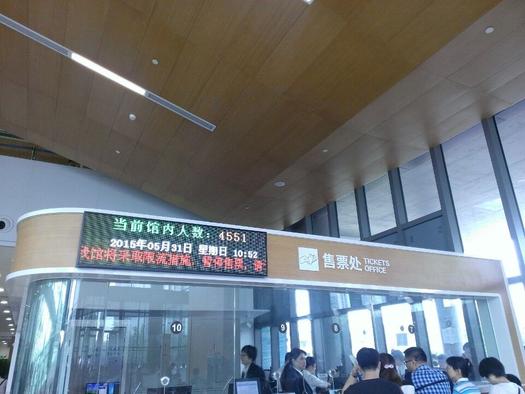 当前馆内人数：4551
2015年05月31日 星期日 10:52
我馆将采取限流措施，暂停售票，请
售票处 TICKETS OFFICE
10
9
8
7